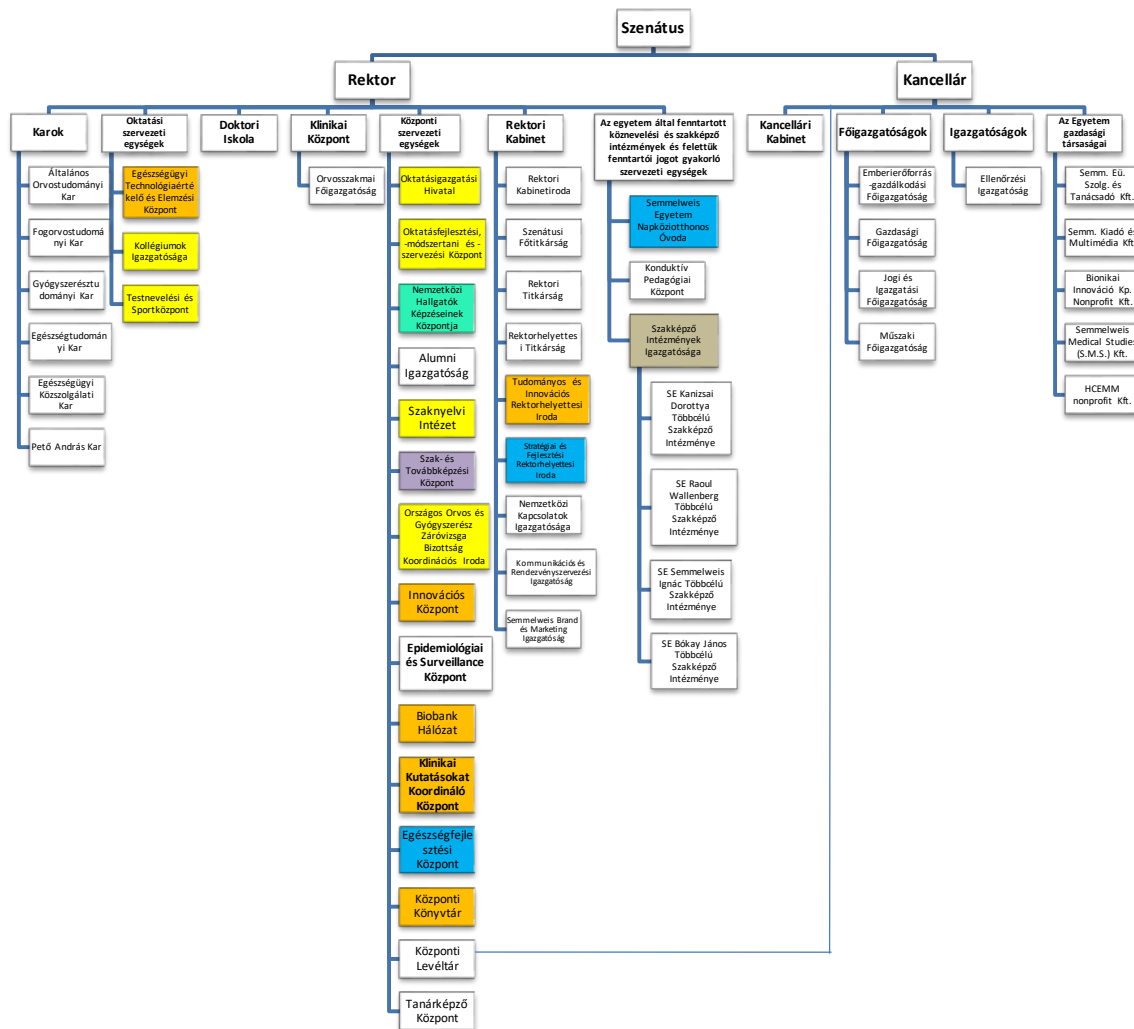 Szenátus
Rektor
Kancellár
Karok
Általános
Orvostudományi
Kar
Fogorvostudomá
nyi Kar
Gyógyszerésztu
dományi Kar
Egészségtudomán
yi Kar
Egészségügyi
Közszolgálati
Kar
Pető András Kar
Oktatási
szervezeti
egységek
Egészségügyi
Technológiaérté
kelő és Elemzési
Központ
Kollégiumok
Igazgatósága
Testnevelési és
Sportközpont
Doktori
Iskola
Klinikai
Központ
Orvosszakmai
Főigazgatóság
Központi
szervezeti
egységek
Oktatásigazgatási
Hivatal
Oktatásfejlesztési,
-módszertani és -
szervezési Központ
Nemzetközi
Hallgatók
Képzéseinek
Központja
Alumni
Igazgatóság
Szaknyelvi
Intézet
Szak- és
Továbbképzési
Központ
Országos Orvos és
Gyógyszerész
Záróvizsga
Bizottság
Koordinációs Iroda
Innovációs
Központ
Epidemiológiai
és Surveillance
Központ
Biobank
Hálózat
Klinikai
Kutatásokat
Koordináló
Központ
Egészségfejle
sztési
Központ
Központi
Könyvtár
Központi
Levéltár
Tanárképző
Központ
Rektori
Kabinet
Rektori
Kabinetiroda
Szenátusi
Főtitkárság
Rektori
Titkárság
Rektorhelyettes
i Titkárság
Tudományos és
Innovációs
Rektorhelyettesi
Iroda
Stratégiai és
Fejlesztési
Rektorhelyettesi
Iroda
Nemzetközi
Kapcsolatok
Igazgatósága
Kommunikációs és
Rendezvényszervezési
Igazgatóság
Semmelweis Brand
és Marketing
Igazgatóság
Az egyetem által fenntartott
köznevelési és szakképző
intézmények és felettük
fenntartói jogot gyakorló
szervezeti egységek
Semmelweis
Egyetem
Napköziotthonos
Óvoda
Konduktív
Pedagógiai
Központ
Szakképző
Intézmények
Igazgatósága
SE Kanizsai
Dorottya
Többcélú
Szakképző
Intézménye
SE Raoul
Wallenberg
Többcélú
Szakképző
Intézménye
SE Semmelweis
Ignác Többcélú
Szakképző
Intézménye
SE Bókay János
Többcélú
Szakképző
Intézménye
Kancellári
Kabinet
Főigazgatóságok
Emberierőforrás
-gazdálkodási
Főigazgatóság
Gazdasági
Főigazgatóság
Jogi és
Igazgatási
Főigazgatóság
Műszaki
Főigazgatóság
Igazgatóságok
Ellenőrzési
Igazgatóság
Az Egyetem
gazdasági
társaságai
Semm. Eü.
Szolg. és
Tanácsadó Kft.
Semm. Kiadó és
Multimédia Kft
Bionikai
Innováció Kp.
Nonprofit Kft.
Semmelweis
Medical Studies
(S.M.S.) Kft.
HCEMM
nonprofit Kft.